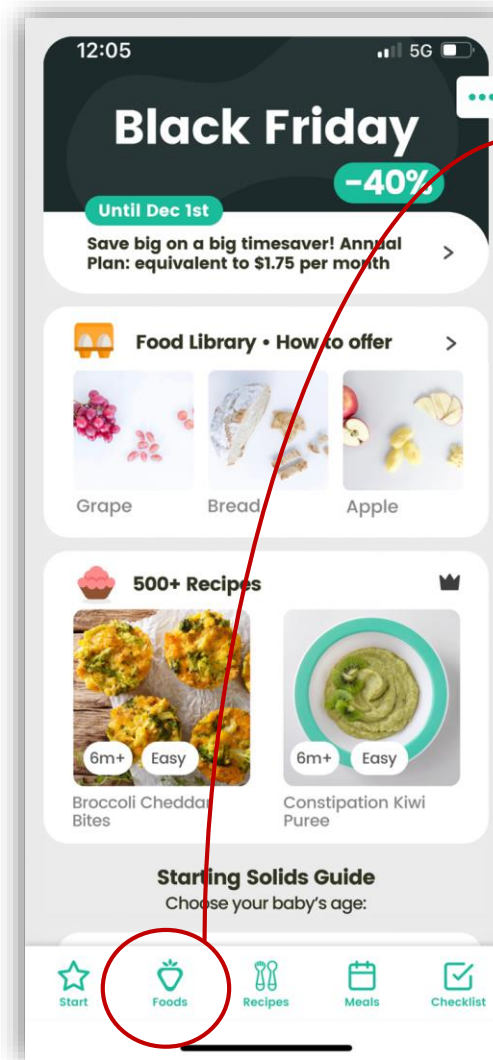 12:05
5G
Black Friday
-40%
Until Dec 1st
Save big on a big timesaver! Annual
Plan: equivalent to $1.75 per month
Food Library • How to offer
Grape
Bread
Apple
500+ Recipes
6m+
Easy
6m+
Easy
Broccoli Cheddar
Bites
Constipation Kiwi
Puree
Starting Solids Guide
Choose your baby's age:
Start
Foods
Recipes
Meals
Checklist